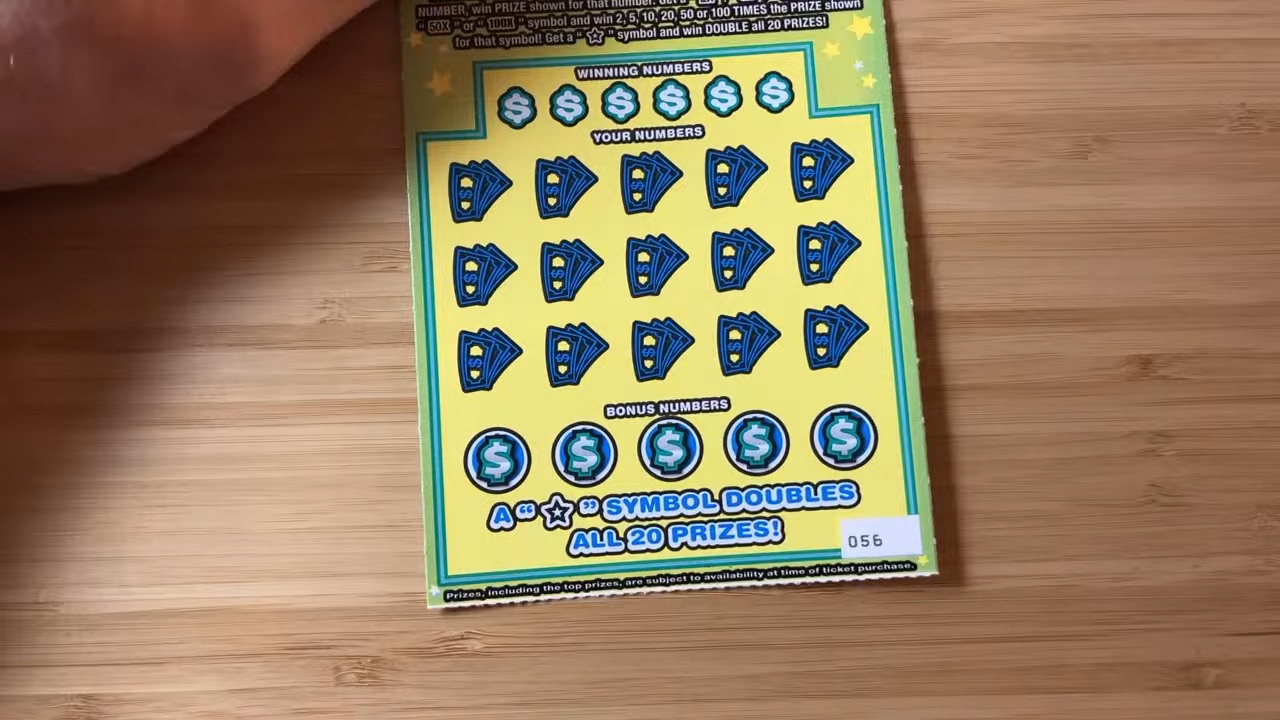 NUMBER, win PRIZE shown for that number. Get a
"50X" or "100X" symbol and win 2, 5, 10, 20, 50 or 100 TIMES the PRIZE shown
for that symbol! Get a "☆" symbol and win DOUBLE all 20 PRIZES!
WINNING NUMBERS
$ $ $ $ $ $
YOUR NUMBERS
$ $ $ $ $
$ $ $ $ $
$ $ $ $ $
BONUS NUMBERS
$ $ $ $ $
A "☆" SYMBOL DOUBLES
ALL 20 PRIZES!
056
Prizes, including the top prizes, are subject to availability at time of ticket purchase.